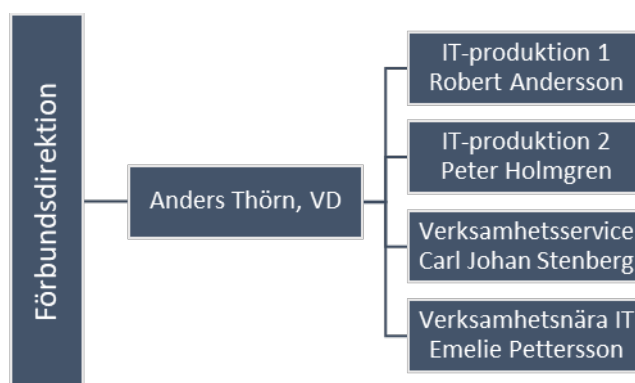 Förbundsdirektion
Anders Thörn, VD
IT-produktion 1
Robert Andersson
IT-produktion 2
Peter Holmgren
Verksamhetsservice
Carl Johan Stenberg
Verksamhetsnära IT
Emelie Pettersson